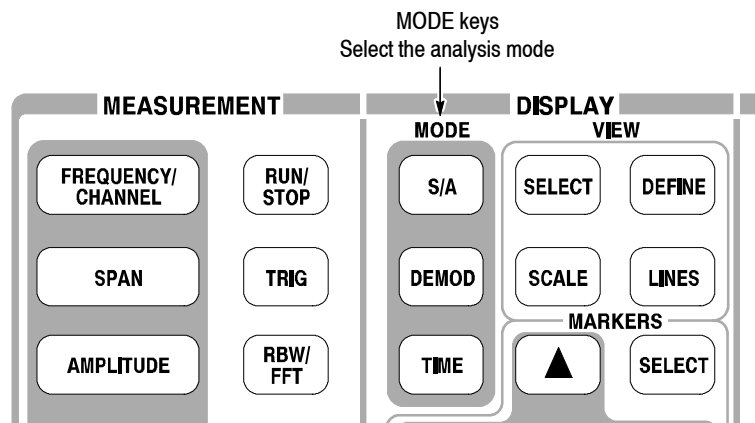 MODE keys
Select the analysis mode
MEASUREMENT
DISPLAY
MODE
VIEW
FREQUENCY/
CHANNEL
RUN/
STOP
S/A
SELECT
DEFINE
SPAN
TRIG
DEMOD
SCALE
LINES
MARKERS
AMPLITUDE
RBW/
FFT
TIME
SELECT